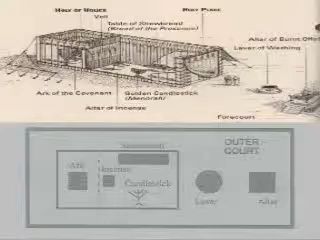 Holy of Holies
Holy Place
Veil
Table of Shewbread
(Bread of the Presence)
Altar of Burnt Offe
Laver of Washing
Ark of the Covenant
Golden Candlestick
(Menorah)
Altar of Incense
Forecourt
OUTER
COURT
Ark
Incense
Candlestick
Laver
Altar